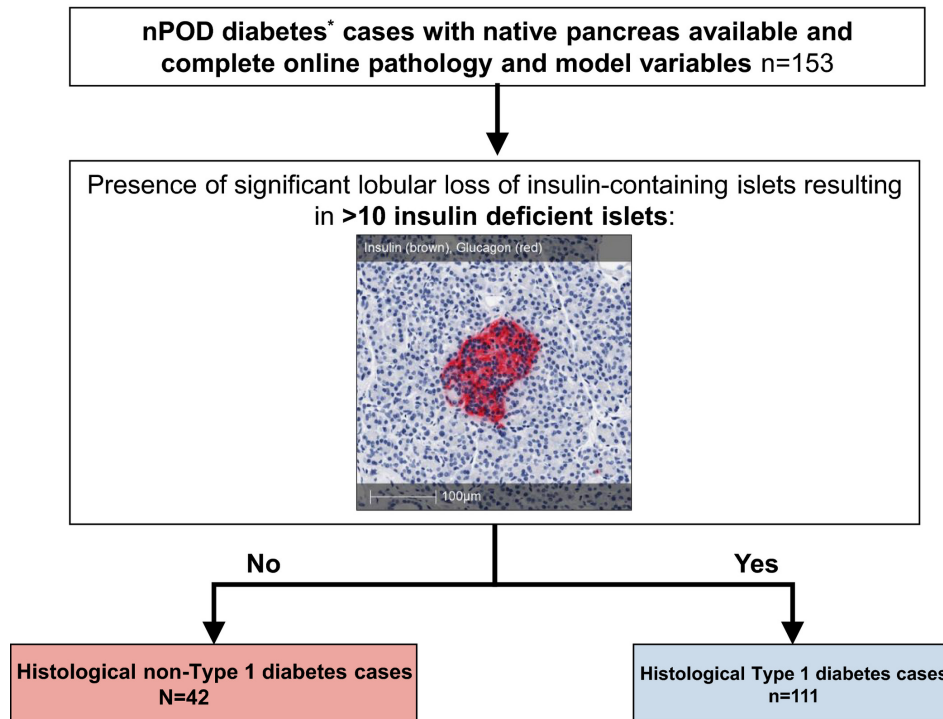 nPOD diabetes* cases with native pancreas available and
complete online pathology and model variables n=153
Presence of significant lobular loss of insulin-containing islets resulting
in >10 insulin deficient islets:
Insulin (brown), Glucagon (red)
100µm
No
Yes
Histological non-Type 1 diabetes cases
N=42
Histological Type 1 diabetes cases
n=111